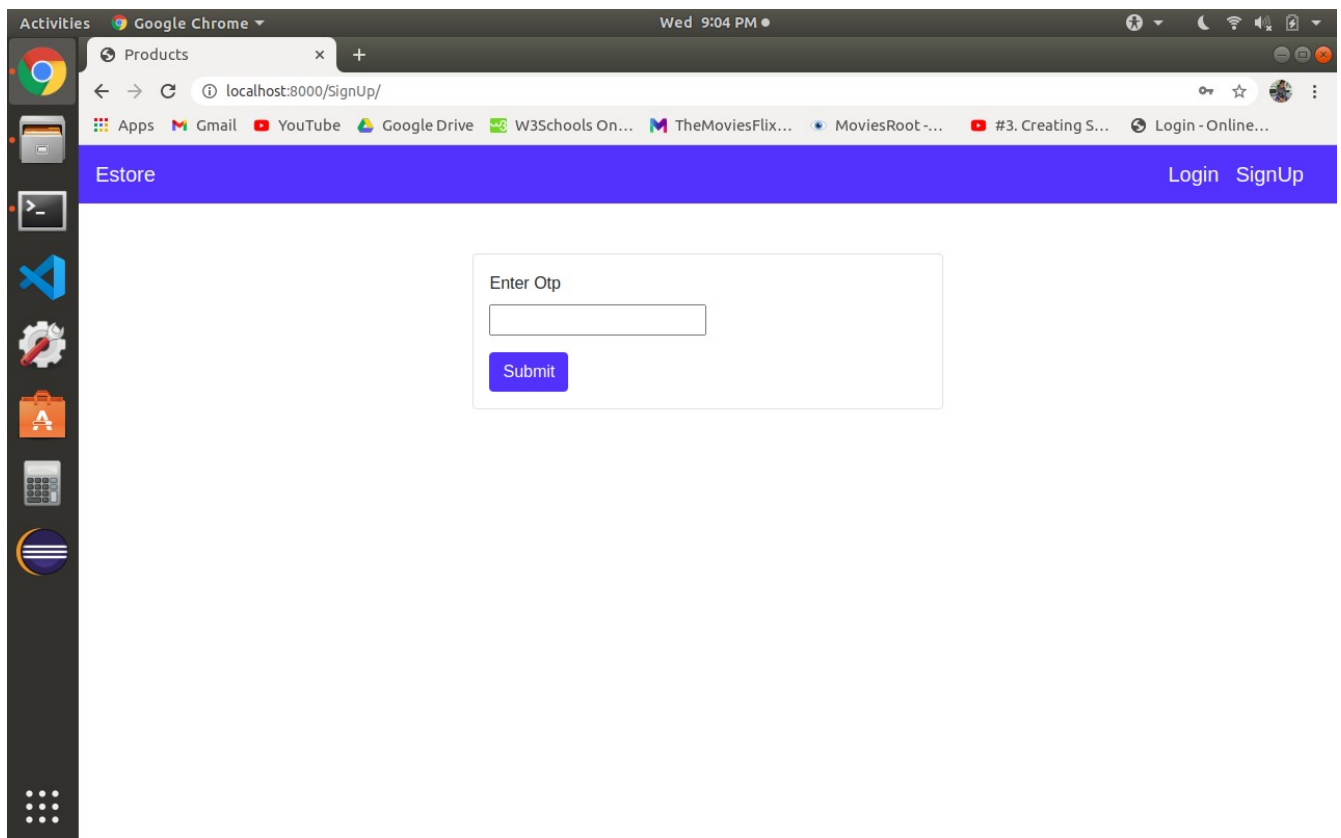 Activities Google Chrome Wed 9:04 PM
Products
localhost:8000/SignUp/
Apps Gmail YouTube Google Drive W3Schools On... TheMoviesFlix... MoviesRoot -... #3. Creating S... Login - Online...
Estore Login SignUp
Enter Otp
Submit